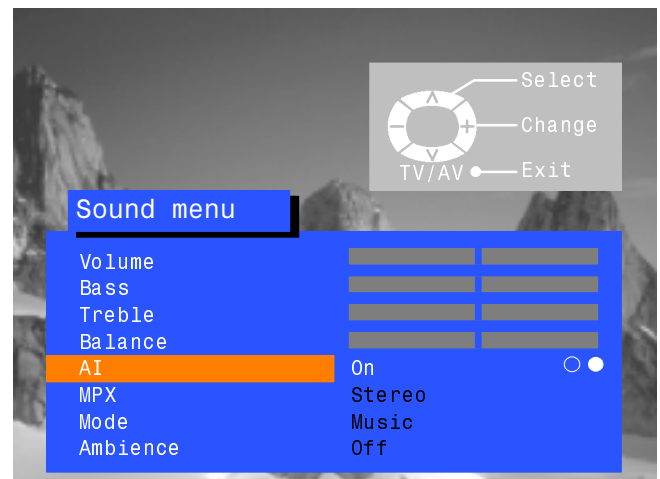 Select
Change
TV/AV Exit
Sound menu
Volume
Bass
Treble
Balance
AI On
MPX Stereo
Mode Music
Ambience Off